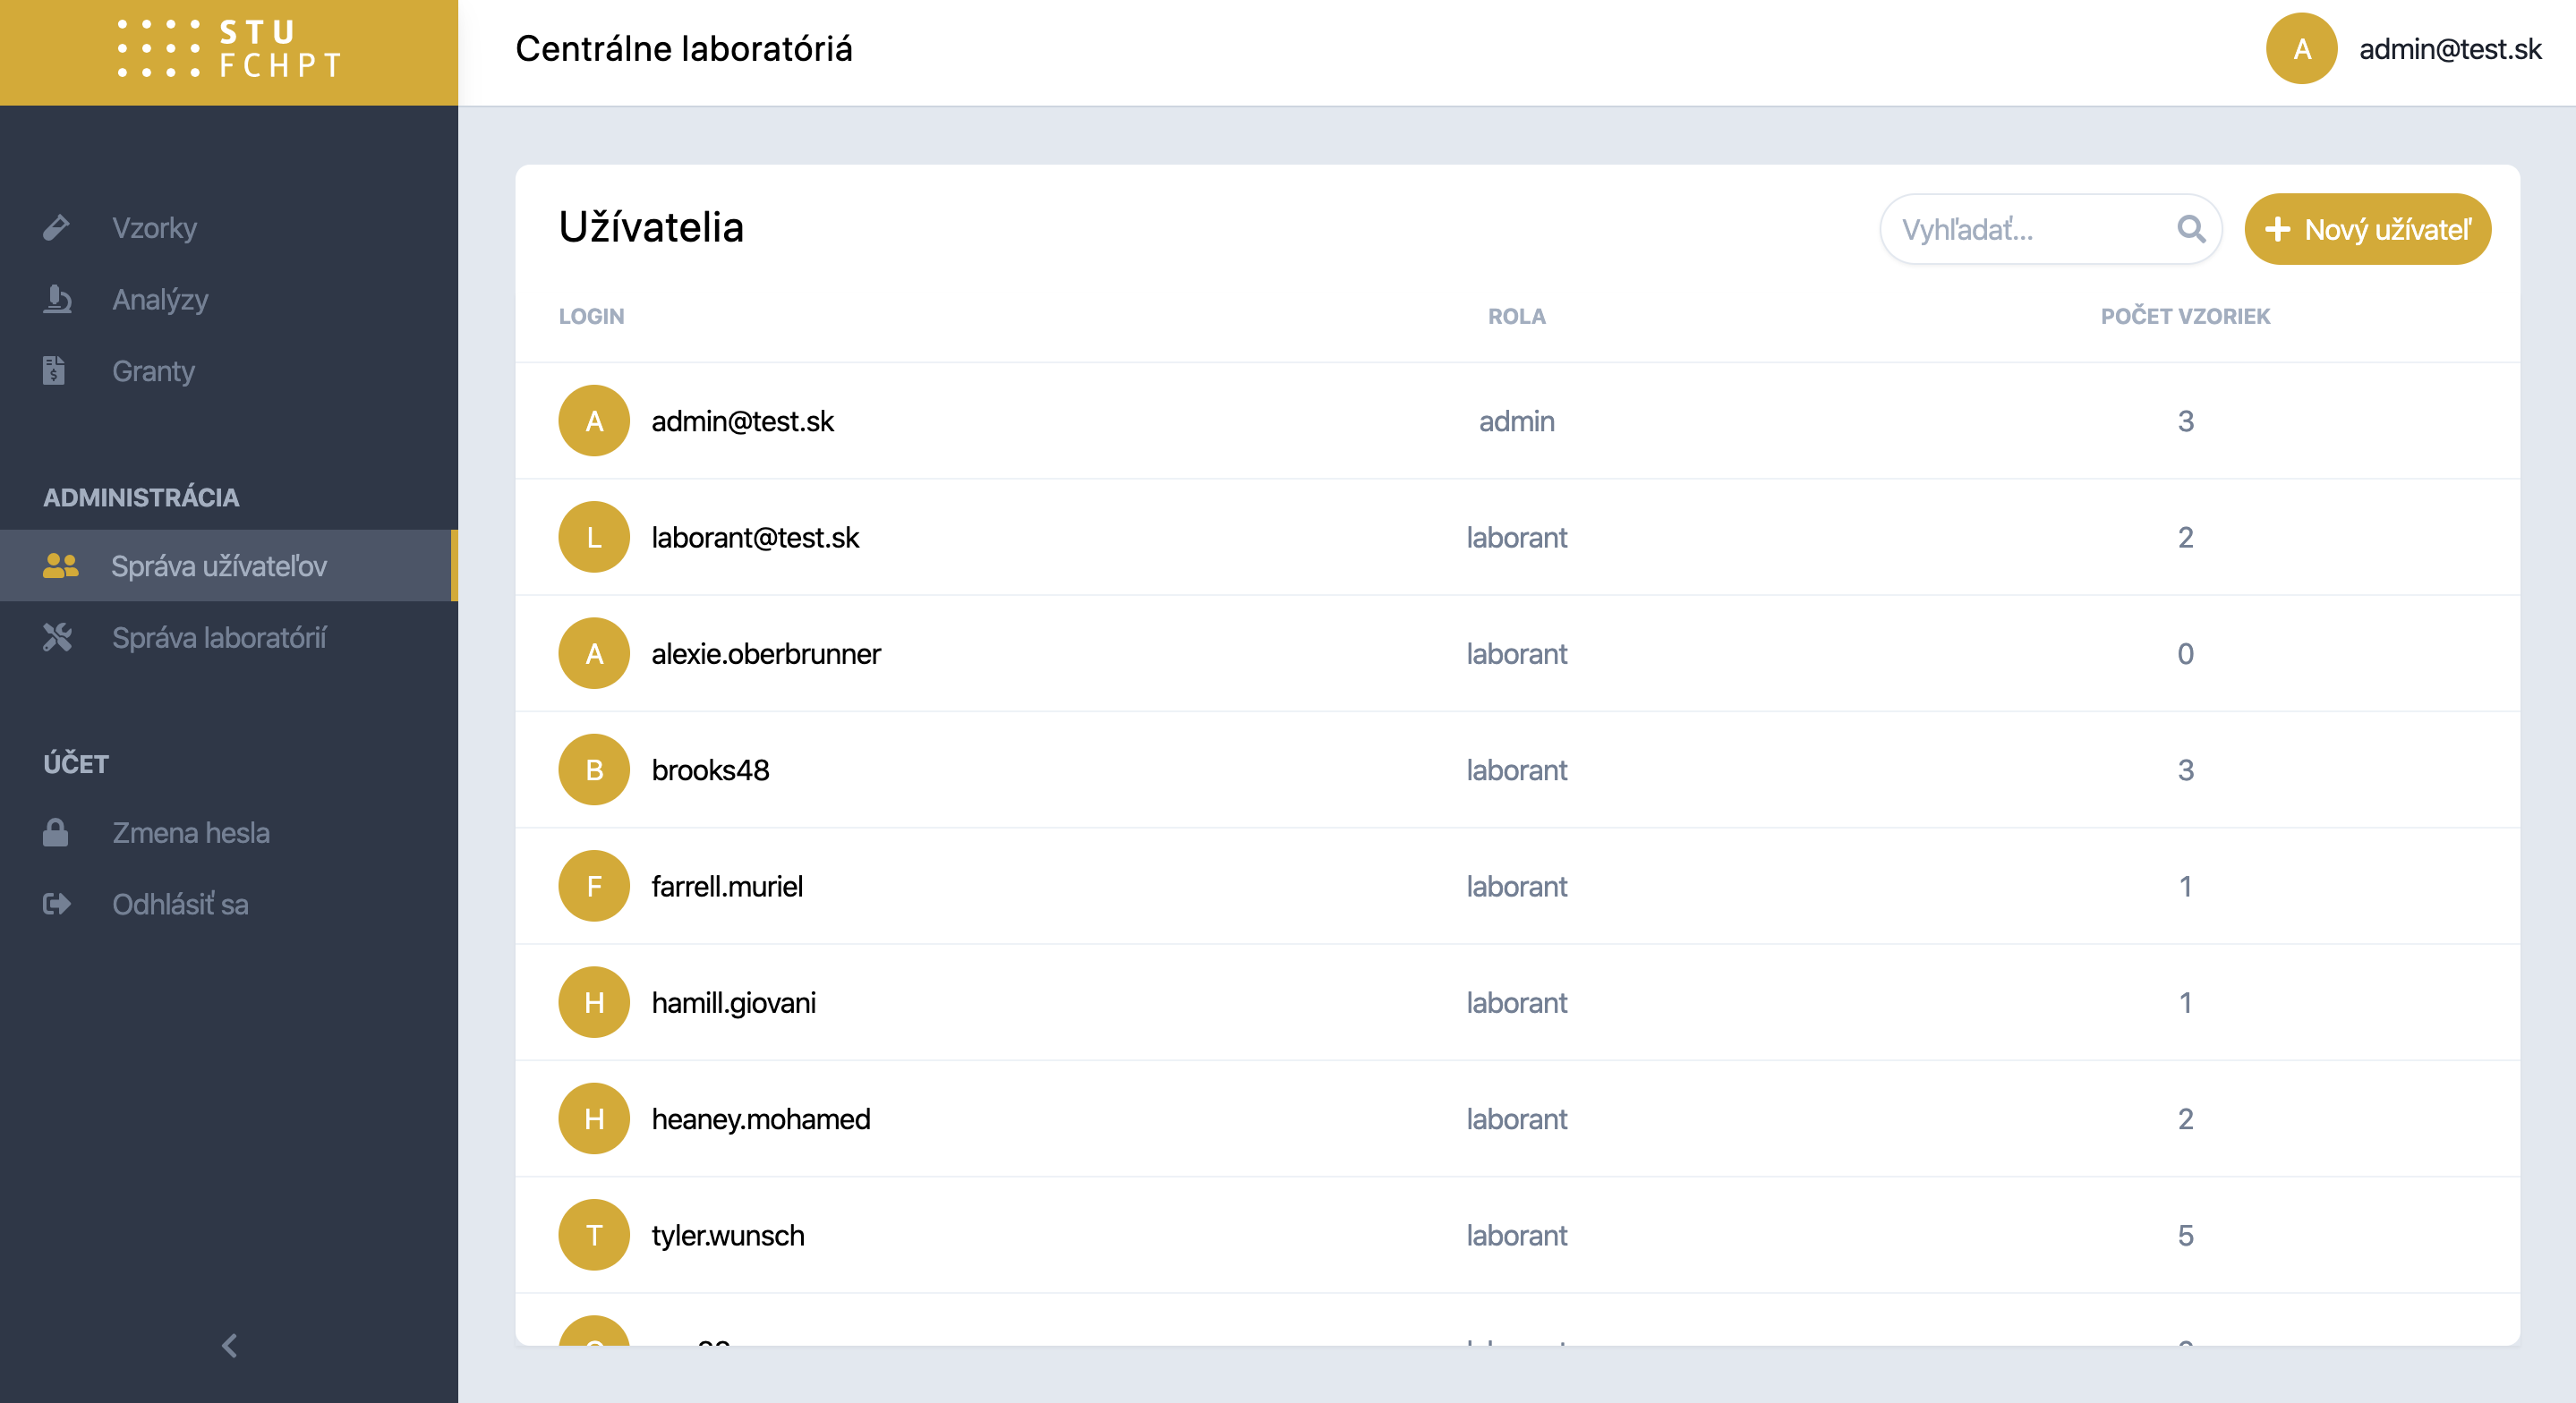 STU
FCHPT
Centrálne laboratóriá
A admin@test.sk
Vzorky
Analýzy
Granty
ADMINISTRÁCIA
Správa užívateľov
Správa laboratórií
ÚČET
Zmena hesla
Odhlásiť sa
Užívatelia
Vyhľadať...
Nový užívateľ
LOGIN ROLA POČET VZORIEK
A admin@test.sk admin 3
L laborant@test.sk laborant 2
A alexie.oberbrunner laborant 0
B brooks48 laborant 3
F farrell.muriel laborant 1
H hamill.giovani laborant 1
H heaney.mohamed laborant 2
T tyler.wunsch laborant 5